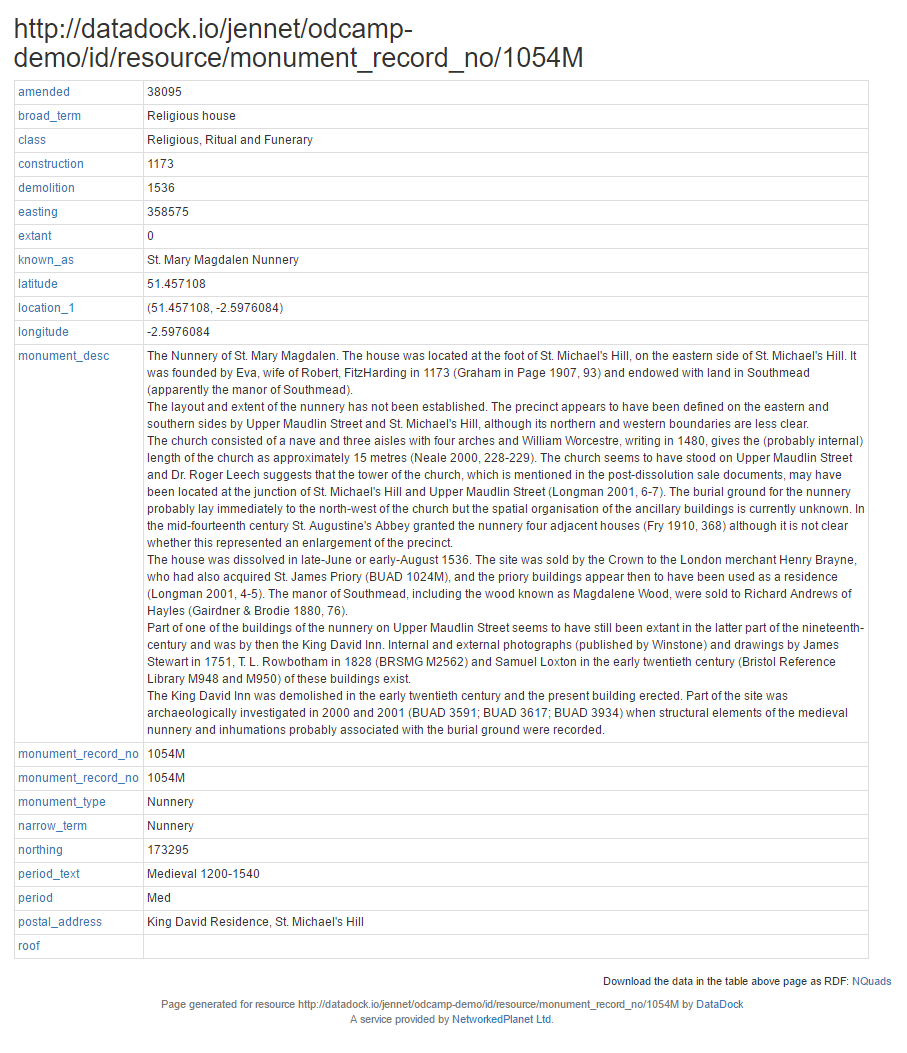 http://datadock.io/jennet/odcamp-
demo/id/resource/monument_record_no/1054M
amended 38095
broad_term Religious house
class Religious, Ritual and Funerary
construction 1173
demolition 1536
easting 358575
extant 0
known_as St. Mary Magdalen Nunnery
latitude 51.457108
location_1 (51.457108, -2.5976084)
longitude -2.5976084
monument_desc The Nunnery of St. Mary Magdalen. The house was located at the foot of St. Michael's Hill, on the eastern side of St. Michael's Hill. It
was founded by Eva, wife of Robert, FitzHarding in 1173 (Graham in Page 1907, 93) and endowed with land in Southmead
(apparently the manor of Southmead).
The layout and extent of the nunnery has not been established. The precinct appears to have been defined on the eastern and
southern sides by Upper Maudlin Street and St. Michael's Hill, although its northern and western boundaries are less clear.
The church consisted of a nave and three aisles with four arches and William Worcestre, writing in 1480, gives the (probably internal)
length of the church as approximately 15 metres (Neale 2000, 228-229). The church seems to have stood on Upper Maudlin Street
and Dr. Roger Leech suggests that the tower of the church, which is mentioned in the post-dissolution sale documents, may have
been located at the junction of St. Michael's Hill and Upper Maudlin Street (Longman 2001, 6-7). The burial ground for the nunnery
probably lay immediately to the north-west of the church but the spatial organisation of the ancillary buildings is currently unknown. In
the mid-fourteenth century St. Augustine's Abbey granted the nunnery four adjacent houses (Fry 1910, 368) although it is not clear
whether this represented an enlargement of the precinct.
The house was dissolved in late-June or early-August 1536. The site was sold by the Crown to the London merchant Henry Brayne,
who had also acquired St. James Priory (BUAD 1024M), and the priory buildings appear then to have been used as a residence
(Longman 2001, 4-5). The manor of Southmead, including the wood known as Magdalene Wood, were sold to Richard Andrews of
Hayles (Gairdner & Brodie 1880, 76).
Part of one of the buildings of the nunnery on Upper Maudlin Street seems to have still been extant in the latter part of the nineteenth-
century and was by then the King David Inn. Internal and external photographs (published by Winstone) and drawings by James
Stewart in 1751, T. L. Rowbotham in 1828 (BRSMG M2562) and Samuel Loxton in the early twentieth century (Bristol Reference
Library M948 and M950) of these buildings exist.
The King David Inn was demolished in the early twentieth century and the present building erected. Part of the site was
archaeologically investigated in 2000 and 2001 (BUAD 3591; BUAD 3617; BUAD 3934) when structural elements of the medieval
nunnery and inhumations probably associated with the burial ground were recorded.
monument_record_no 1054M
monument_record_no 1054M
monument_type Nunnery
narrow_term Nunnery
northing 173295
period_text Medieval 1200-1540
period Med
postal_address King David Residence, St. Michael's Hill
roof
Download the data in the table above page as RDF: NQuads
Page generated for resource http://datadock.io/jennet/odcamp-demo/id/resource/monument_record_no/1054M by DataDock
A service provided by NetworkedPlanet Ltd.